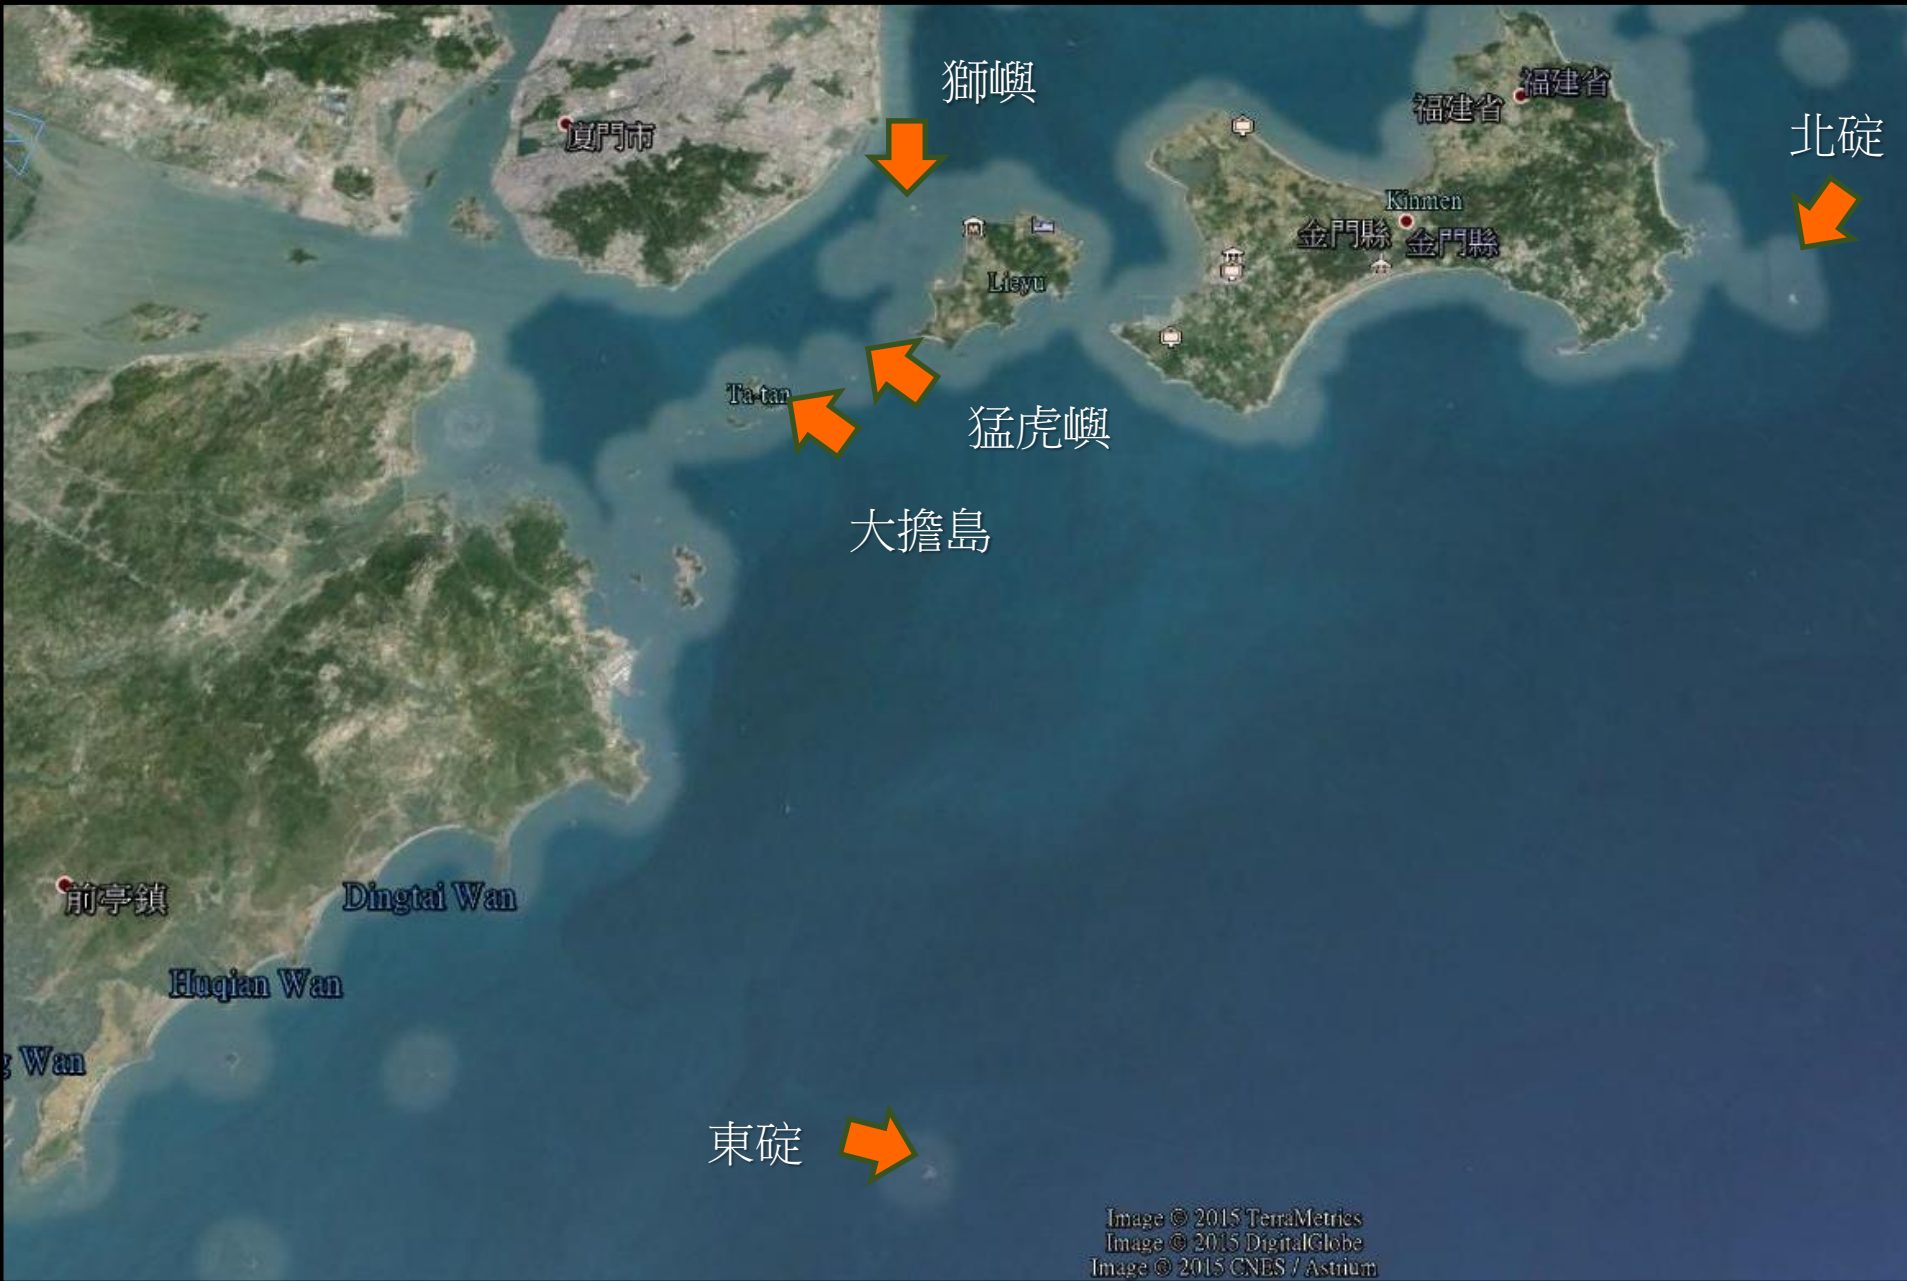 獅嶼
福建省
福建省
北碇
廈門市
Kinmen
金門縣
金門縣
Lieyu
Ta-tan
猛虎嶼
大擔島
前亭鎮
Dingtai Wan
Huqian Wan
Wan
東碇
Image © 2015 TerraMetrics
Image © 2015 DigitalGlobe
Image © 2015 CNES / Astrium